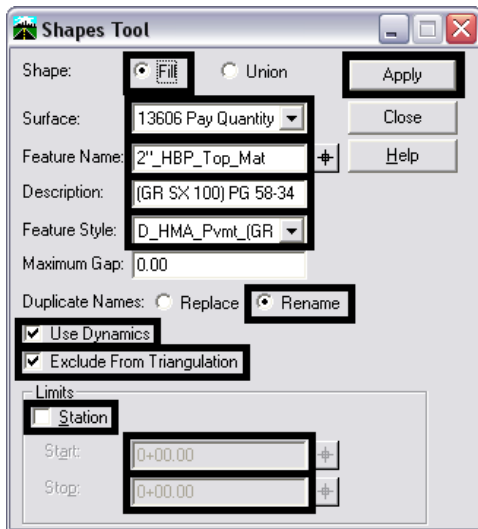 Shapes Tool
Shape: Fill Union Apply
Surface: 13606 Pay Quantity Close
Feature Name: 2"_HBP_Top_Mat Help
Description: (GR SX 100) PG 58-34
Feature Style: D_HMA_Pvmt_(GR
Maximum Gap: 0.00
Duplicate Names: Replace Rename
Use Dynamics
Exclude From Triangulation
Limits
Station
Start: 0+00.00
Stop: 0+00.00